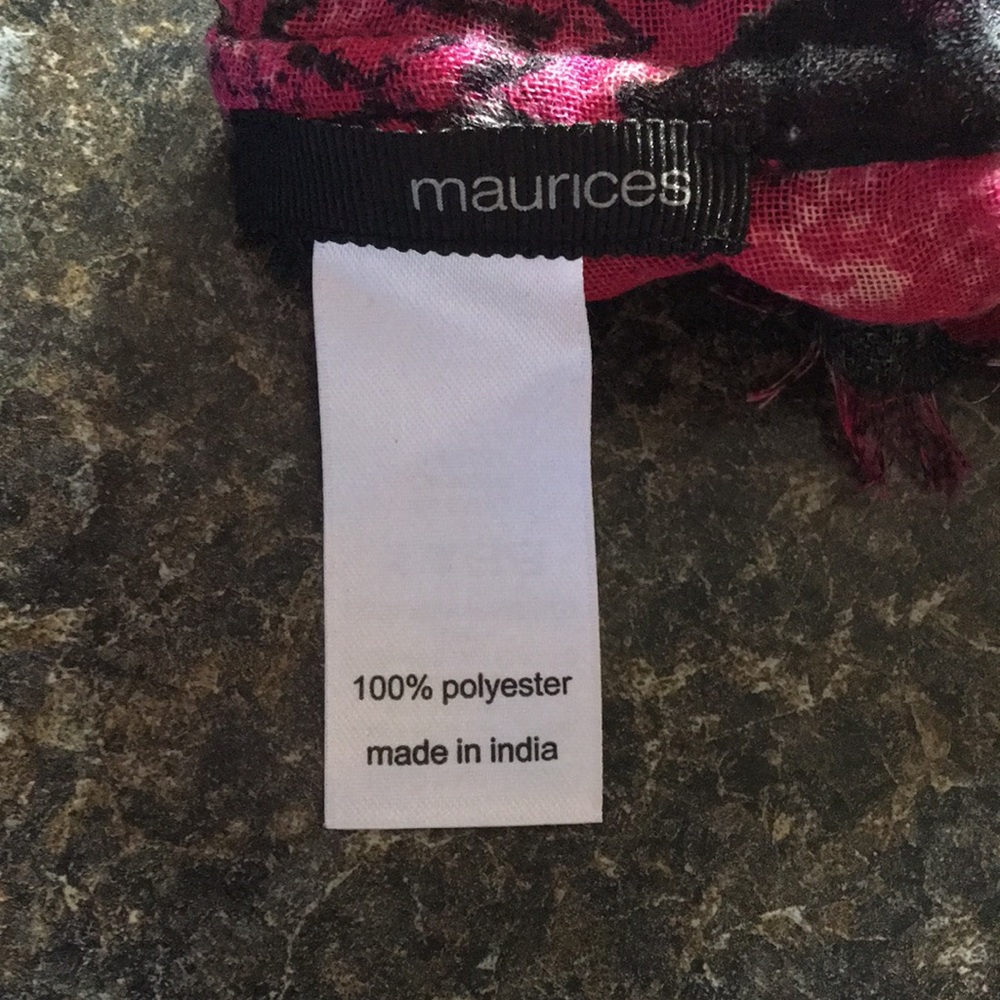 maurices
100% polyester
made in india